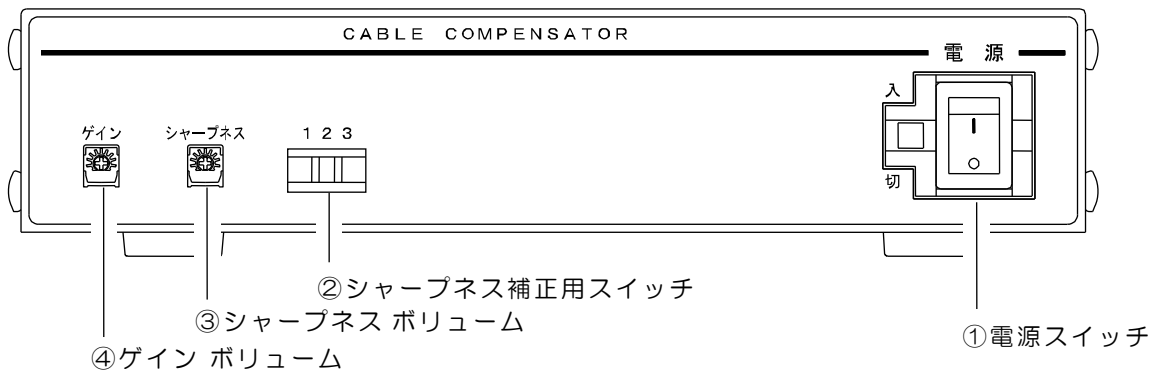 CABLE COMPENSATOR
電源
入
ゲイン シャープネス 1 2 3
切
②シャープネス補正用スイッチ
③シャープネス ボリューム
①電源スイッチ
④ゲイン ボリューム